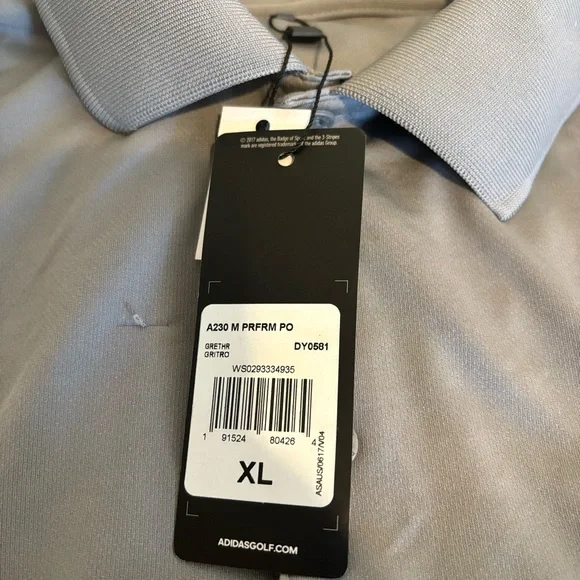 © 2017 adidas, the Badge of Sport and the 3-Stripes
mark are registered trademarks of the adidas Group.
A230 M PRFRM PO
GRETHR DY0581
GRITRO
WS0293334935
1 91524 80426 4
XL
ASAUS/0617/V04
ADIDASGOLF.COM